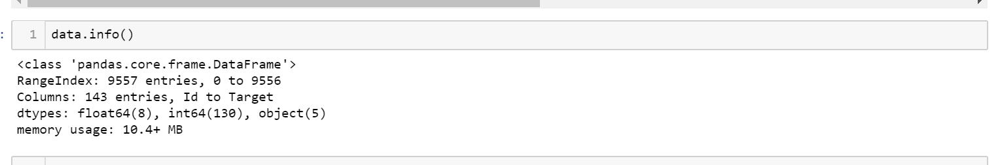 :
1 data.info()
<class 'pandas.core.frame.DataFrame'>
RangeIndex: 9557 entries, 0 to 9556
Columns: 143 entries, Id to Target
dtypes: float64(8), int64(130), object(5)
memory usage: 10.4+ MB